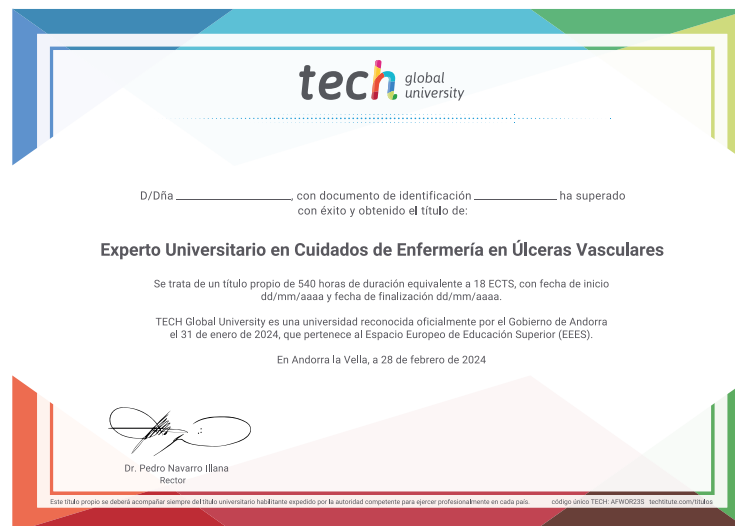 tech global university
D/Dña ____________________, con documento de identificación ______________ ha superado
con éxito y obtenido el título de:
Experto Universitario en Cuidados de Enfermería en Úlceras Vasculares
Se trata de un título propio de 540 horas de duración equivalente a 18 ECTS, con fecha de inicio
dd/mm/aaaa y fecha de finalización dd/mm/aaaa.
TECH Global University es una universidad reconocida oficialmente por el Gobierno de Andorra
el 31 de enero de 2024, que pertenece al Espacio Europeo de Educación Superior (EEES).
En Andorra la Vella, a 28 de febrero de 2024
Dr. Pedro Navarro Illana
Rector
Este título propio se deberá acompañar siempre del título universitario habilitante expedido por la autoridad competente para ejercer profesionalmente en cada país. código único TECH: AFWOR23S techtitute.com/titulos